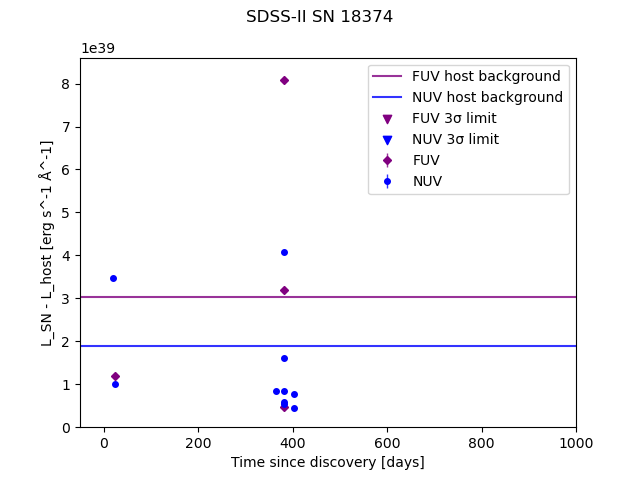 SDSS-II SN 18374
1e39
FUV host background
NUV host background
FUV 3σ limit
NUV 3σ limit
FUV
NUV
8
7
6
5
4
3
2
1
0
L_SN - L_host [erg s^-1 Å^-1]
0 200 400 600 800 1000
Time since discovery [days]